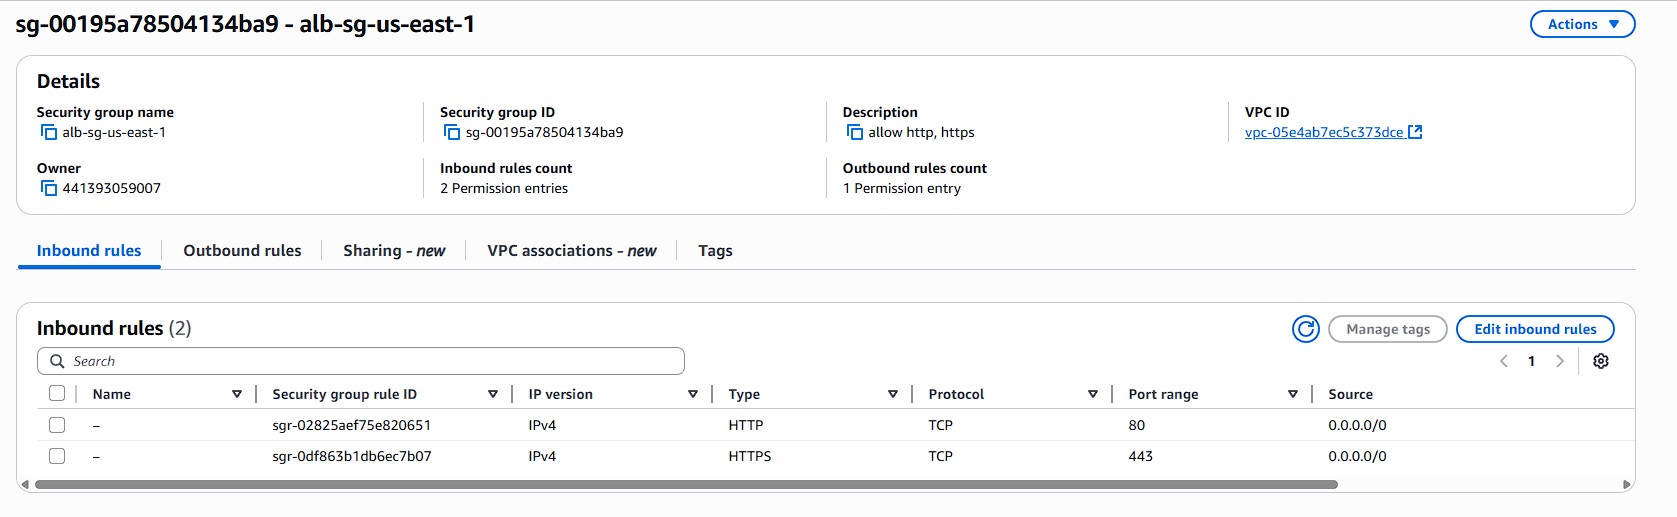 sg-00195a78504134ba9 - alb-sg-us-east-1
Actions
Details
Security group name
alb-sg-us-east-1
Security group ID
sg-00195a78504134ba9
Description
allow http, https
VPC ID
vpc-05e4ab7ec5c373dce
Owner
441393059007
Inbound rules count
2 Permission entries
Outbound rules count
1 Permission entry
Inbound rules
Outbound rules
Sharing - new
VPC associations - new
Tags
Inbound rules (2)
Manage tags
Edit inbound rules
Search
1
Name Security group rule ID IP version Type Protocol Port range Source
– sgr-02825aef75e820651 IPv4 HTTP TCP 80 0.0.0.0/0
– sgr-0df863b1db6ec7b07 IPv4 HTTPS TCP 443 0.0.0.0/0